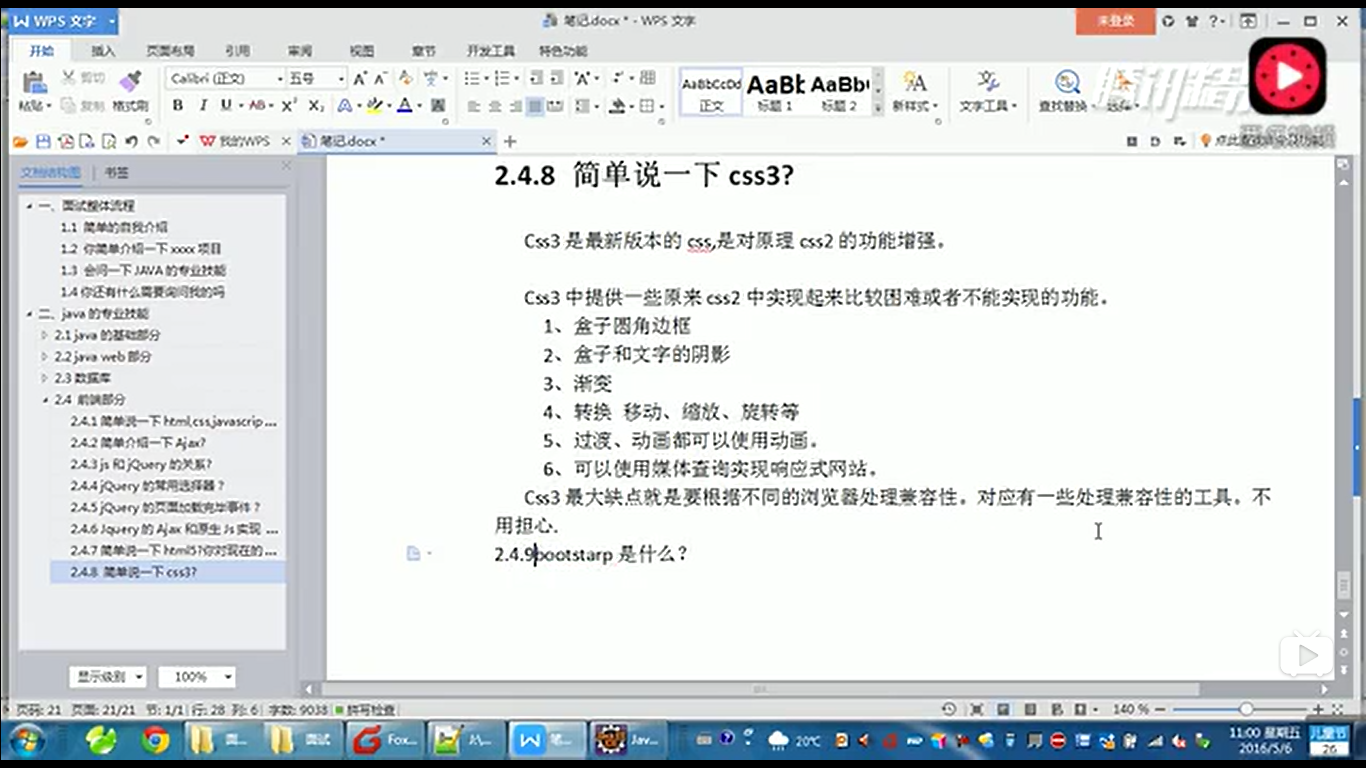 WPS 文字
笔记.docx * - WPS 文字
未登录
开始 插入 页面布局 引用 审阅 视图 章节 开发工具 特色功能
粘贴 剪切 复制 格式刷
Calibri (正文) 五号
B I U AB X² X₂ A
AaBbCcDd AaBb AaBb(
正文 标题 1 标题 2
新样式 文字工具 查找替换 选择
我的WPS
笔记.docx *
文档结构图 书签
一、面试整体流程
1.1 简单的自我介绍
1.2 你简单介绍一下 xxxx 项目
1.3 会问一下 JAVA 的专业技能
1.4 你还有什么需要询问我的吗
二、java 的专业技能
2.1 java 的基础部分
2.2 java web 部分
2.3 数据库
2.4 前端部分
2.4.1 简单说一下 html,css,javascrip ...
2.4.2 简单介绍一下 Ajax?
2.4.3 js 和 jQuery 的关系?
2.4.4 jQuery 的常用选择器？
2.4.5 jQuery 的页面加载完毕事件？
2.4.6 Jquery 的 Ajax 和原生 Js 实现 ...
2.4.7 简单说一下 html5?你对现在的 ...
2.4.8 简单说一下 css3?
显示级别 100%
2.4.8 简单说一下 css3?
Css3 是最新版本的 css,是对原理 css2 的功能增强。
Css3 中提供一些原来 css2 中实现起来比较困难或者不能实现的功能。
1、盒子圆角边框
2、盒子和文字的阴影
3、渐变
4、转换 移动、缩放、旋转等
5、过渡、动画都可以使用动画。
6、可以使用媒体查询实现响应式网站。
Css3 最大缺点就是要根据不同的浏览器处理兼容性。对应有一些处理兼容性的工具。不
用担心.
2.4.9bootstarp 是什么？
页码: 21 页面: 21/21 节: 1/1 行: 28 列: 6 字数: 9038 拼写检查
140 %
面... 面试 Fox... 从... 笔... Jav...
20℃
11:00 星期五
2016/5/6
儿童节
26